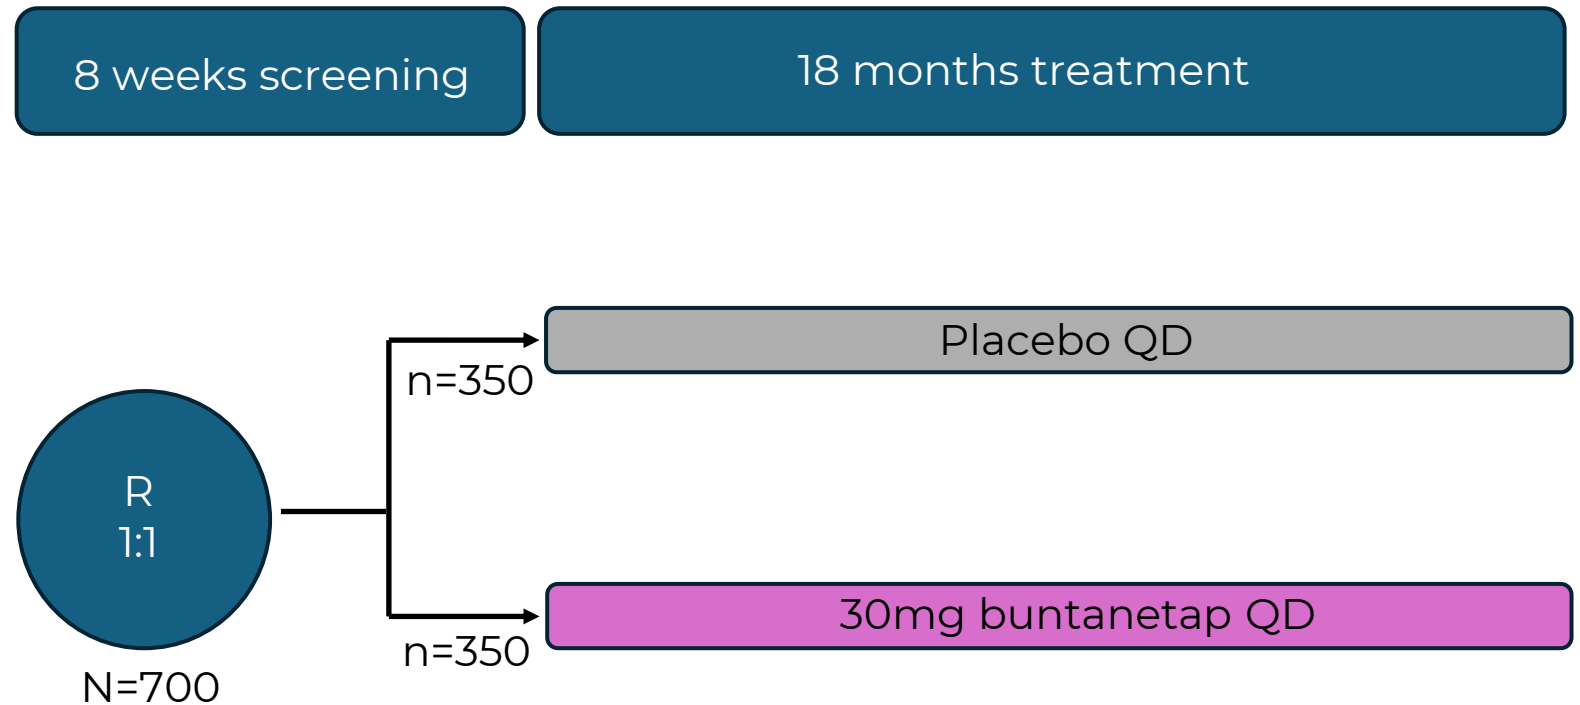 8 weeks screening
18 months treatment
Placebo QD
n=350
R
1:1
30mg buntanetap QD
n=350
N=700